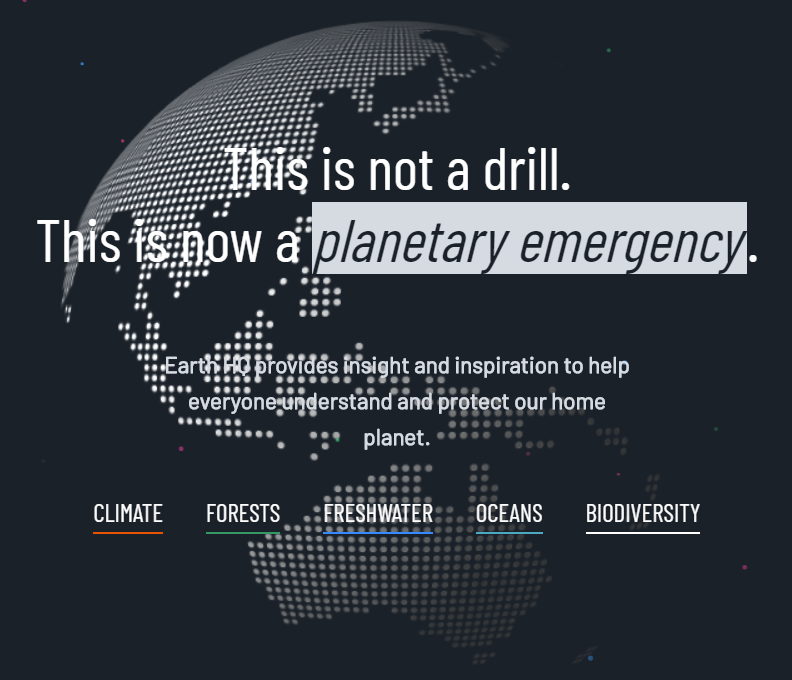 This is not a drill.
This is now a planetary emergency.
Earth HQ provides insight and inspiration to help
everyone understand and protect our home
planet.
CLIMATE FORESTS FRESHWATER OCEANS BIODIVERSITY